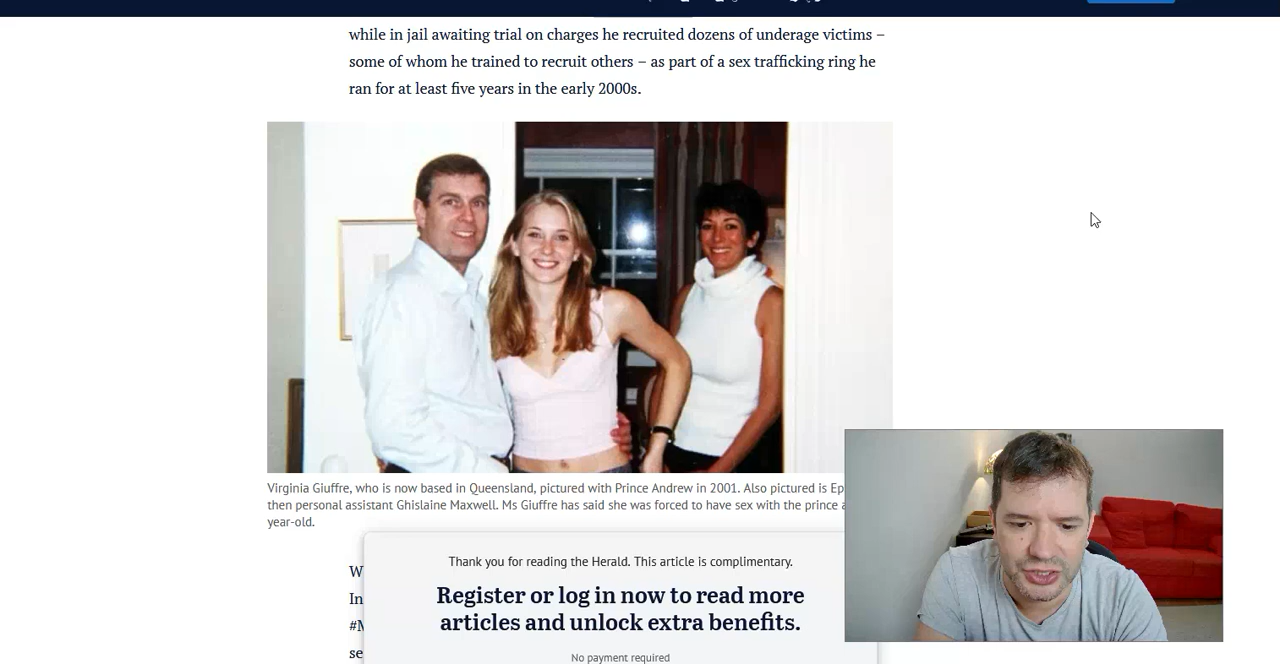 while in jail awaiting trial on charges he recruited dozens of underage victims –
some of whom he trained to recruit others – as part of a sex trafficking ring he
ran for at least five years in the early 2000s.
Virginia Giuffre, who is now based in Queensland, pictured with Prince Andrew in 2001. Also pictured is
then personal assistant Ghislaine Maxwell. Ms Giuffre has said she was forced to have sex with the prince
year-old.
Thank you for reading the Herald. This article is complimentary.
Register or log in now to read more
articles and unlock extra benefits.
No payment required